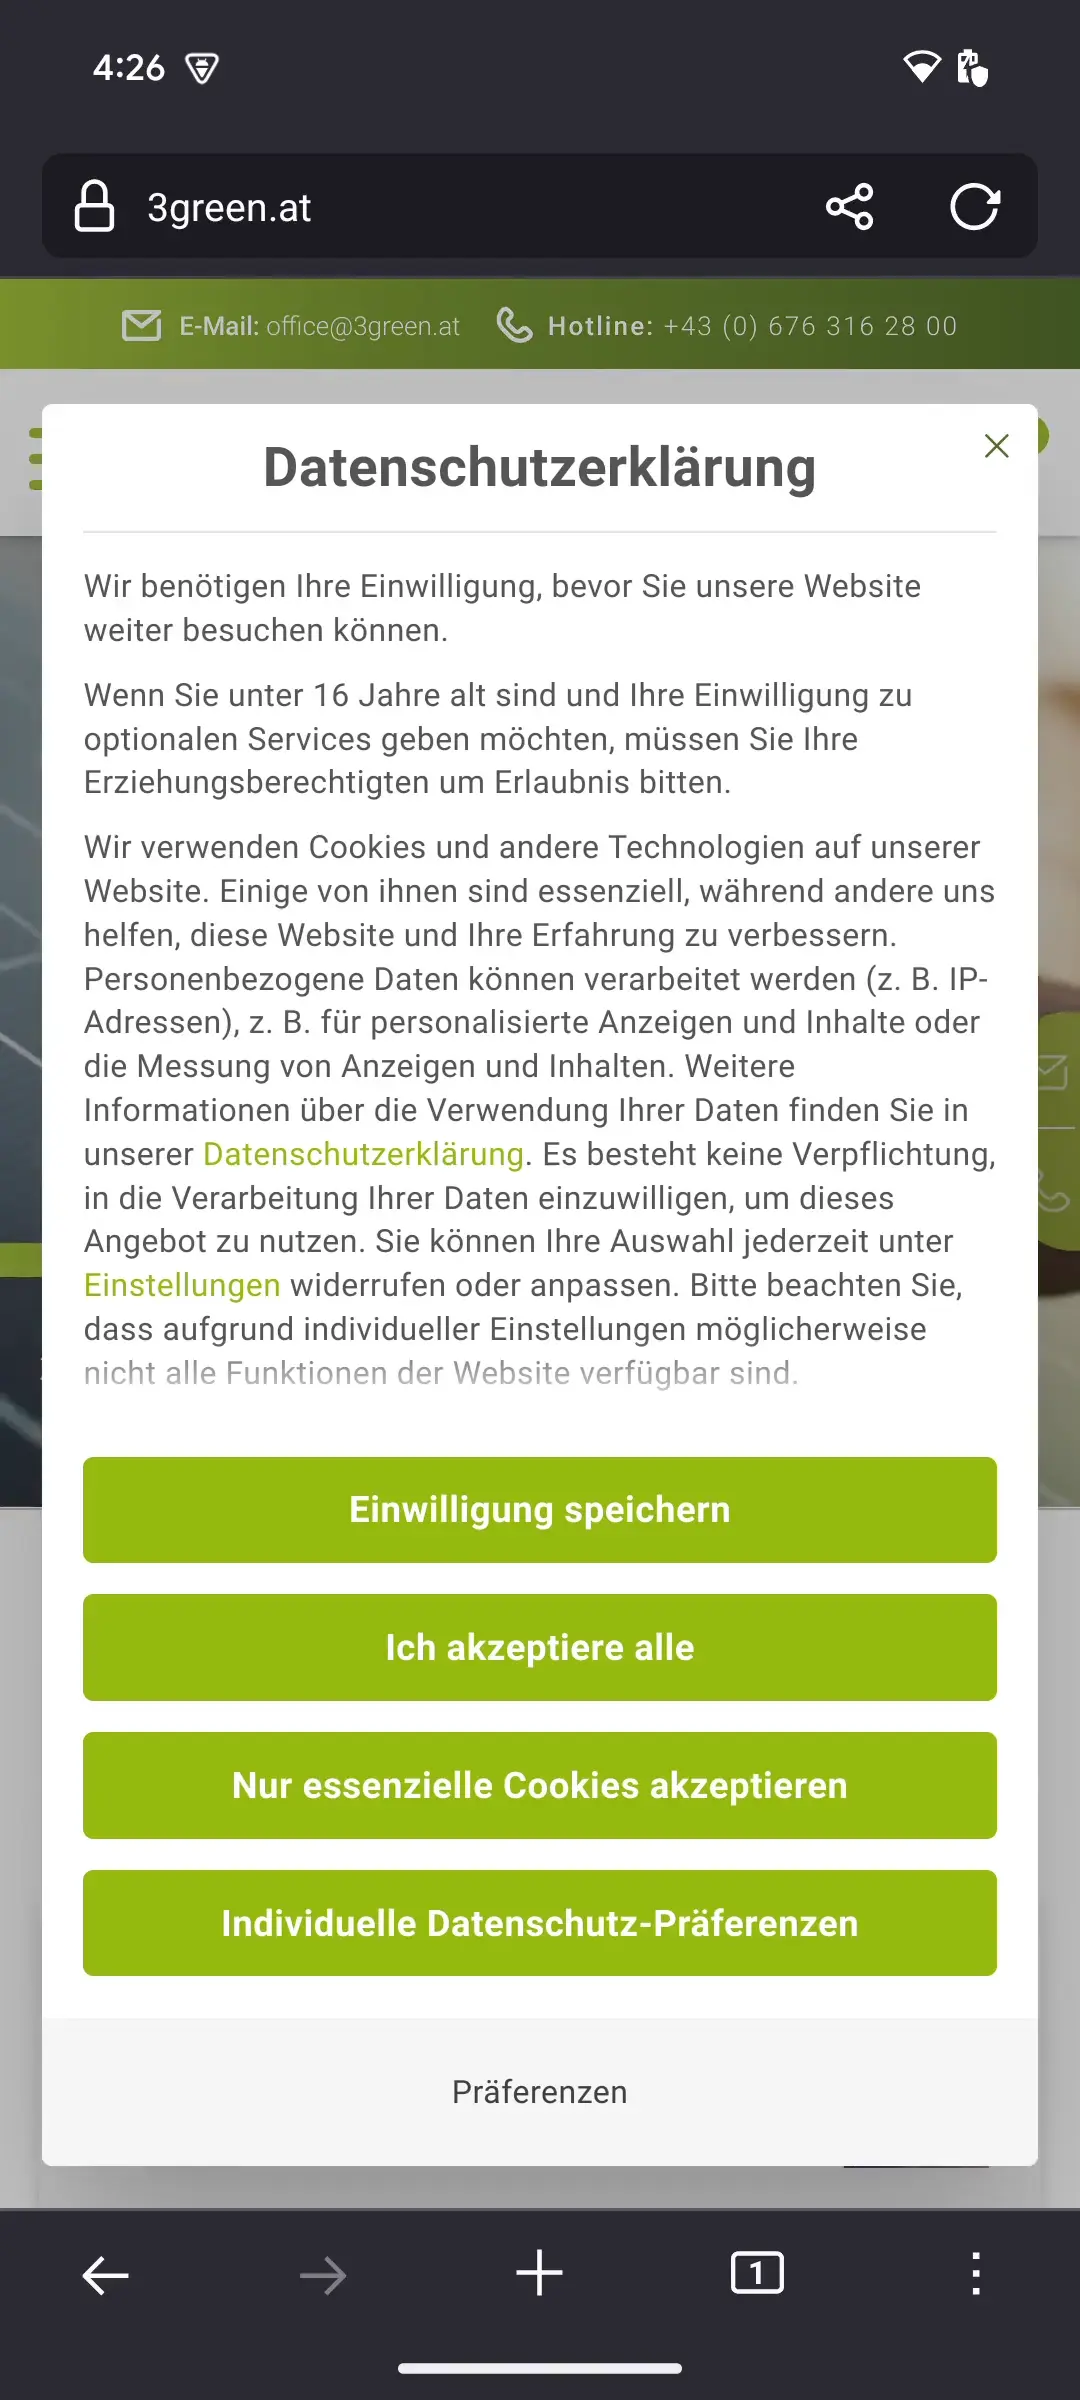 4:26
3green.at
E-Mail: office@3green.at Hotline: +43 (0) 676 316 28 00
Datenschutzerklärung
Wir benötigen Ihre Einwilligung, bevor Sie unsere Website
weiter besuchen können.
Wenn Sie unter 16 Jahre alt sind und Ihre Einwilligung zu
optionalen Services geben möchten, müssen Sie Ihre
Erziehungsberechtigten um Erlaubnis bitten.
Wir verwenden Cookies und andere Technologien auf unserer
Website. Einige von ihnen sind essenziell, während andere uns
helfen, diese Website und Ihre Erfahrung zu verbessern.
Personenbezogene Daten können verarbeitet werden (z. B. IP-
Adressen), z. B. für personalisierte Anzeigen und Inhalte oder
die Messung von Anzeigen und Inhalten. Weitere
Informationen über die Verwendung Ihrer Daten finden Sie in
unserer Datenschutzerklärung. Es besteht keine Verpflichtung,
in die Verarbeitung Ihrer Daten einzuwilligen, um dieses
Angebot zu nutzen. Sie können Ihre Auswahl jederzeit unter
Einstellungen widerrufen oder anpassen. Bitte beachten Sie,
dass aufgrund individueller Einstellungen möglicherweise
nicht alle Funktionen der Website verfügbar sind.
Einwilligung speichern
Ich akzeptiere alle
Nur essenzielle Cookies akzeptieren
Individuelle Datenschutz-Präferenzen
Präferenzen
1